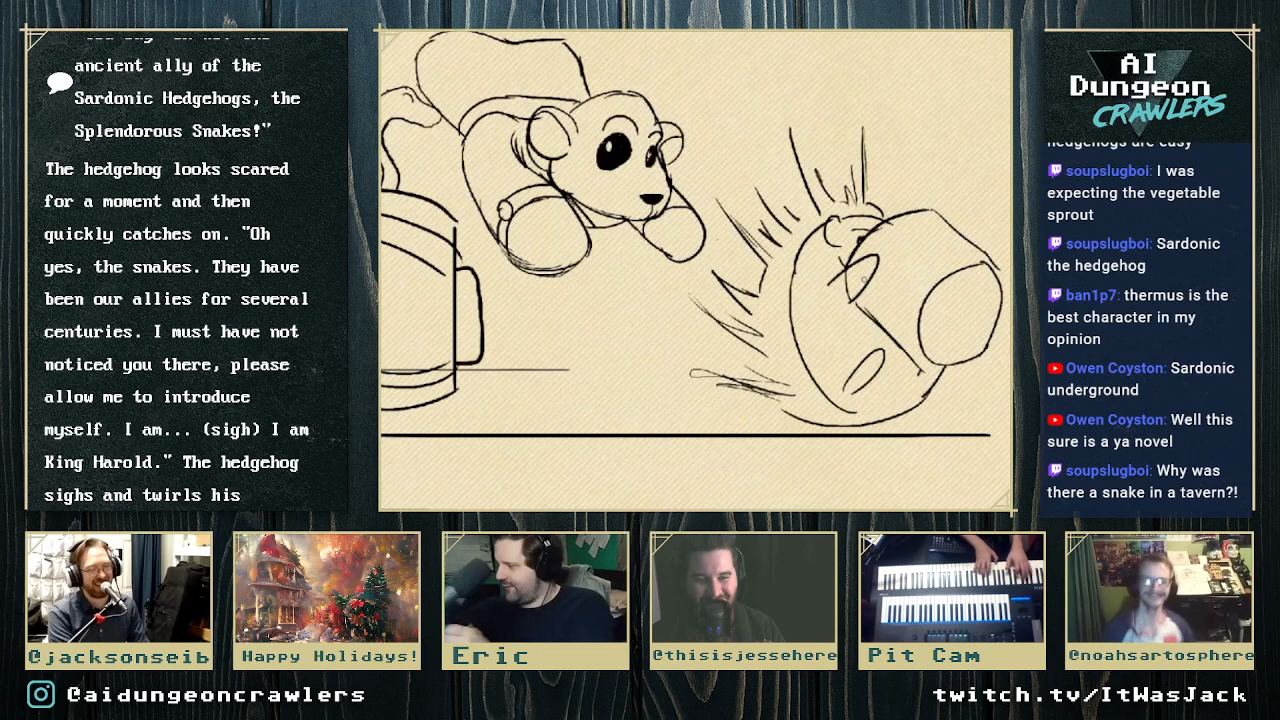 ancient ally of the
Sardonic Hedgehogs, the
Splendorous Snakes!"
The hedgehog looks scared
for a moment and then
quickly catches on. "Oh
yes, the snakes. They have
been our allies for several
centuries. I must have not
noticed you there, please
allow me to introduce
myself. I am... (sigh) I am
King Harold." The hedgehog
sighs and twirls his
AI
Dungeon
CRAWLERS
hedgehogs are easy
soupslugboi: I was
expecting the vegetable
sprout
soupslugboi: Sardonic
the hedgehog
ban1p7: thermus is the
best character in my
opinion
Owen Coyston: Sardonic
underground
Owen Coyston: Well this
sure is a ya novel
soupslugboi: Why was
there a snake in a tavern?!
@jacksonseib
Happy Holidays!
Eric
@thisisjessehere
Pit Cam
@noahsartosphere
@aidungeoncrawlers
twitch.tv/ItWasJack